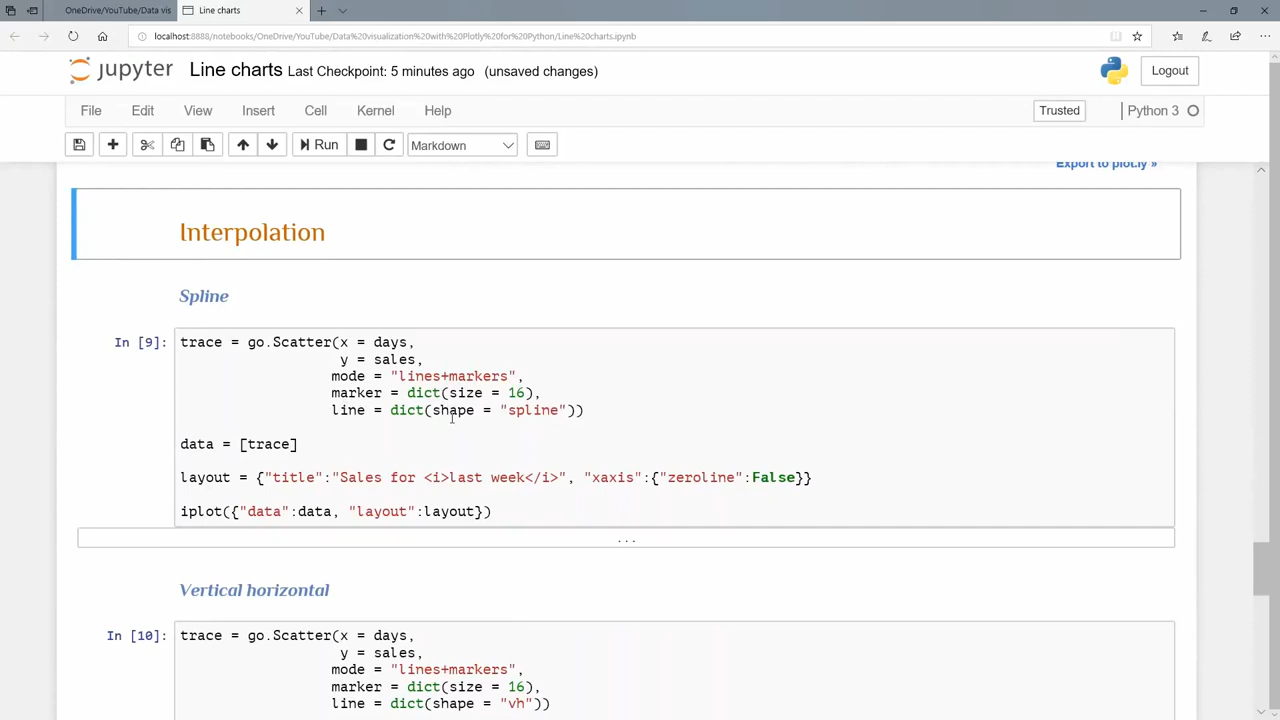 OneDrive/YouTube/Data vis
Line charts
localhost:8888/notebooks/OneDrive/YouTube/Data%20visualization%20with%20Plotly%20for%20Python/Line%20charts.ipynb
jupyter Line charts Last Checkpoint: 5 minutes ago (unsaved changes)
Logout
File Edit View Insert Cell Kernel Help
Trusted
Python 3
Run
Markdown
Export to plot.ly »
Interpolation
Spline
In [9]:
trace = go.Scatter(x = days,
y = sales,
mode = "lines+markers",
marker = dict(size = 16),
line = dict(shape = "spline"))
data = [trace]
layout = {"title":"Sales for <i>last week</i>", "xaxis":{"zeroline":False}}
iplot({"data":data, "layout":layout})
...
Vertical horizontal
In [10]:
trace = go.Scatter(x = days,
y = sales,
mode = "lines+markers",
marker = dict(size = 16),
line = dict(shape = "vh"))